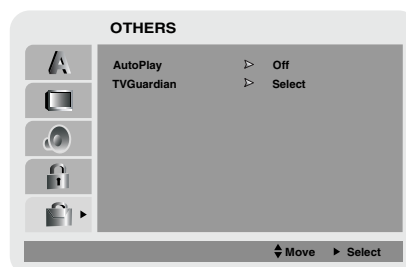 OTHERS
A
AutoPlay Off
TVGuardian Select
Move Select